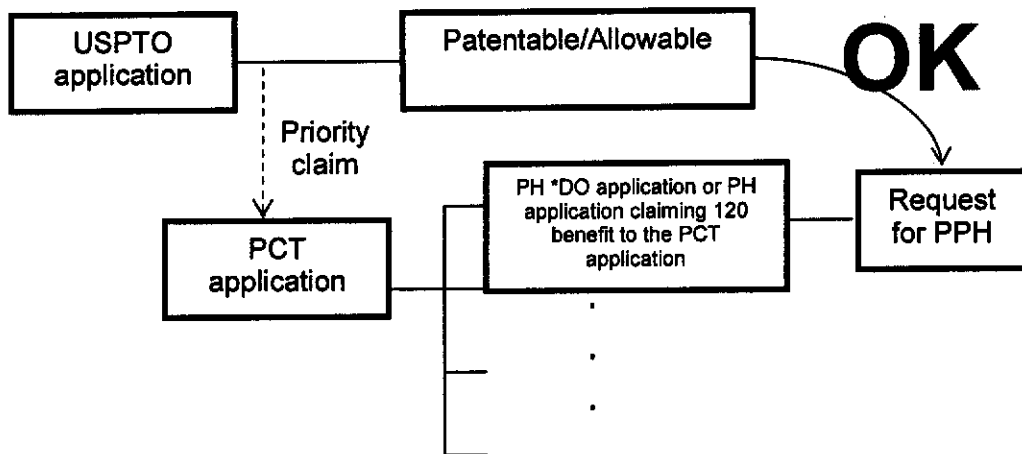 USPTO
application
Patentable/Allowable
OK
Priority
claim
PH *DO application or PH
application claiming 120
benefit to the PCT
application
Request
for PPH
PCT
application